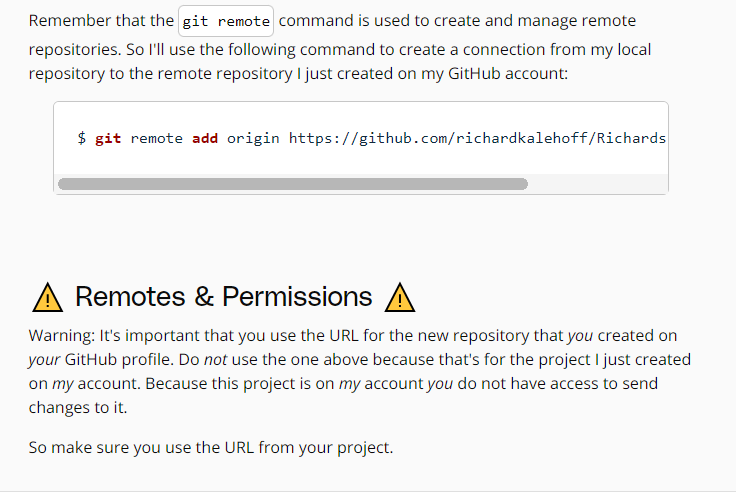 Remember that the git remote command is used to create and manage remote
repositories. So I'll use the following command to create a connection from my local
repository to the remote repository I just created on my GitHub account:
$ git remote add origin https://github.com/richardkalehoff/Richards
⚠ Remotes & Permissions ⚠
Warning: It's important that you use the URL for the new repository that you created on
your GitHub profile. Do not use the one above because that's for the project I just created
on my account. Because this project is on my account you do not have access to send
changes to it.
So make sure you use the URL from your project.